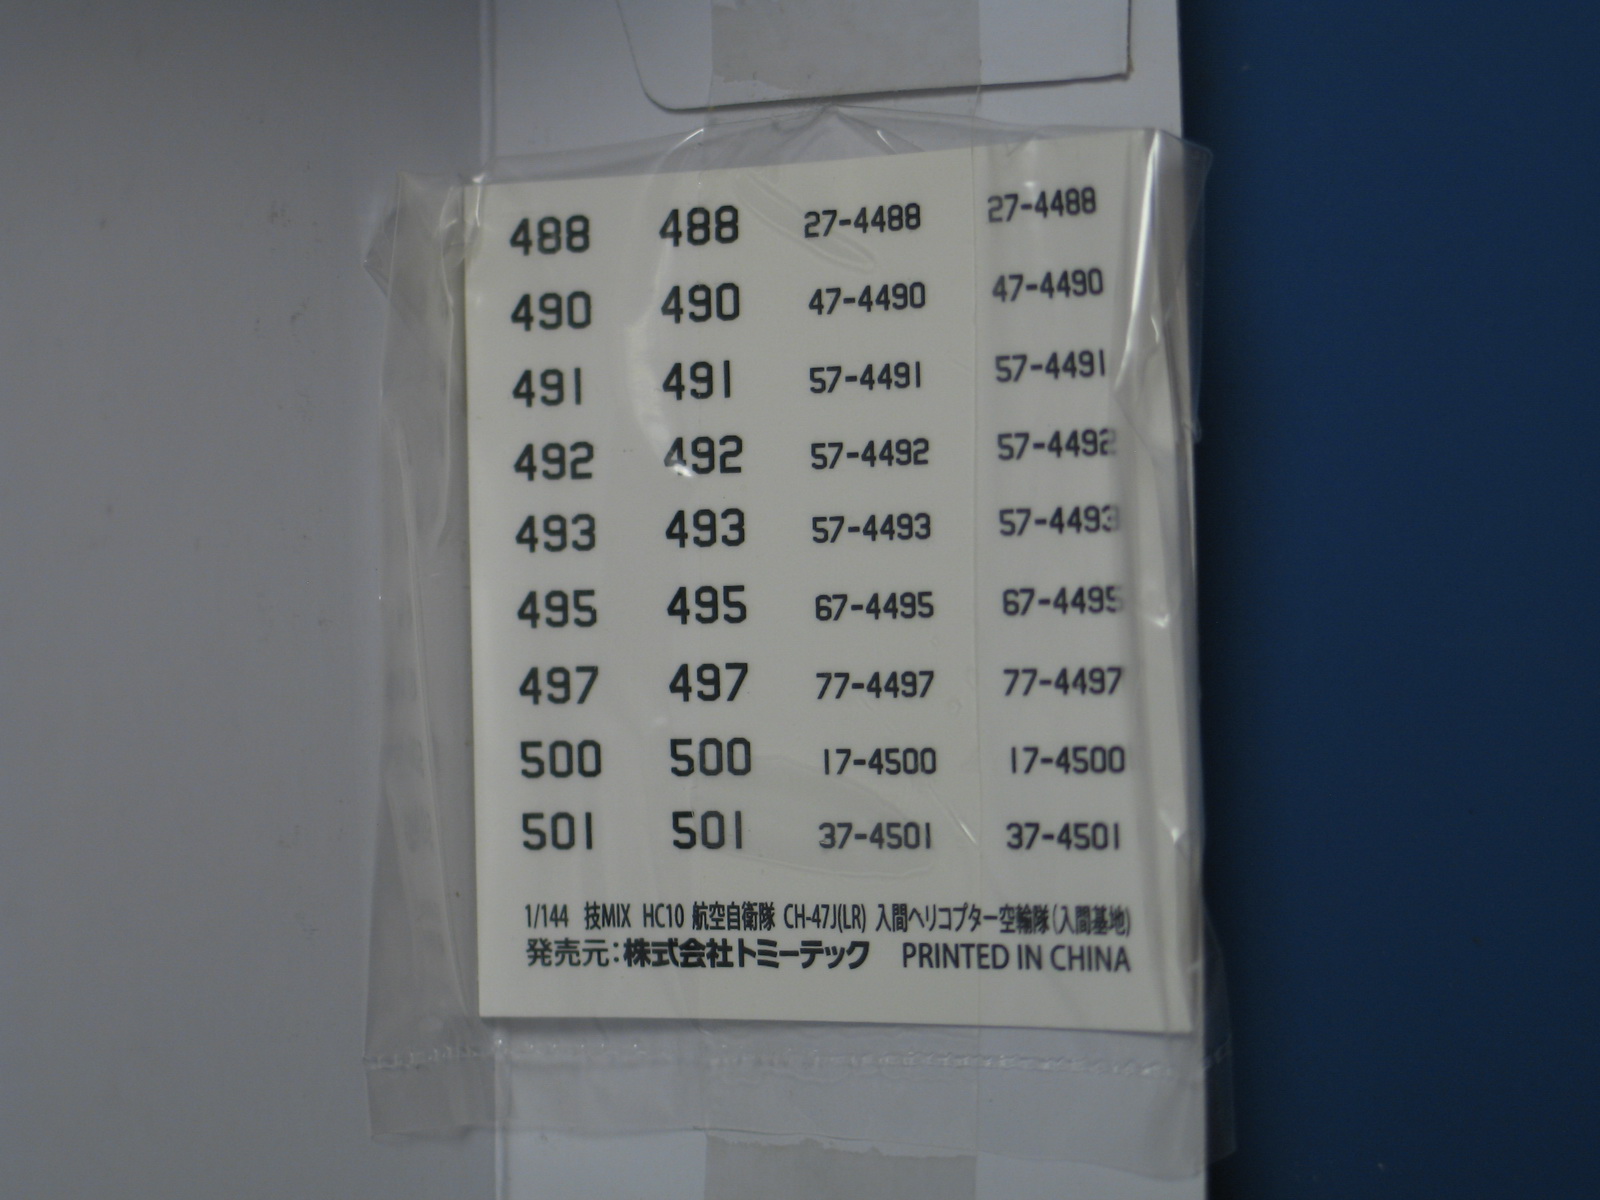 488 488 27-4488 27-4488
490 490 47-4490 47-4490
491 491 57-4491 57-4491
492 492 57-4492 57-4492
493 493 57-4493 57-4493
495 495 67-4495 67-4495
497 497 77-4497 77-4497
500 500 17-4500 17-4500
501 501 37-4501 37-4501
1/144 技MIX HC10 航空自衛隊 CH-47J(LR) 入間ヘリコプター空輸隊(入間基地)
発売元:株式会社トミーテック PRINTED IN CHINA